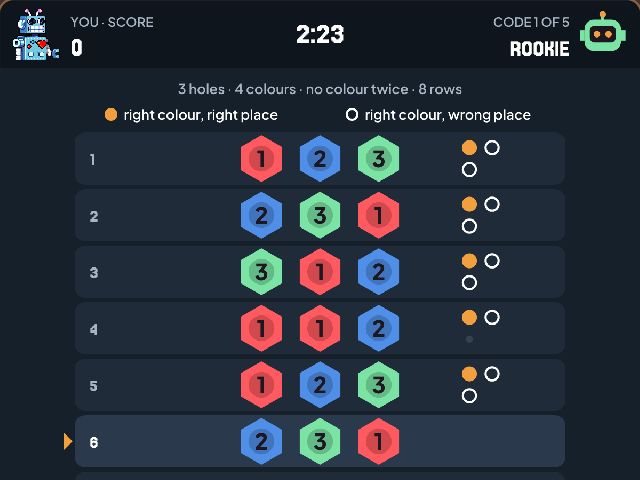 YOU · SCORE
0
2:23
CODE 1 OF 5
ROOKIE
3 holes · 4 colours · no colour twice · 8 rows
right colour, right place
right colour, wrong place
1 1 2 3
2 2 3 1
3 3 1 2
4 1 1 2
5 1 2 3
6 2 3 1